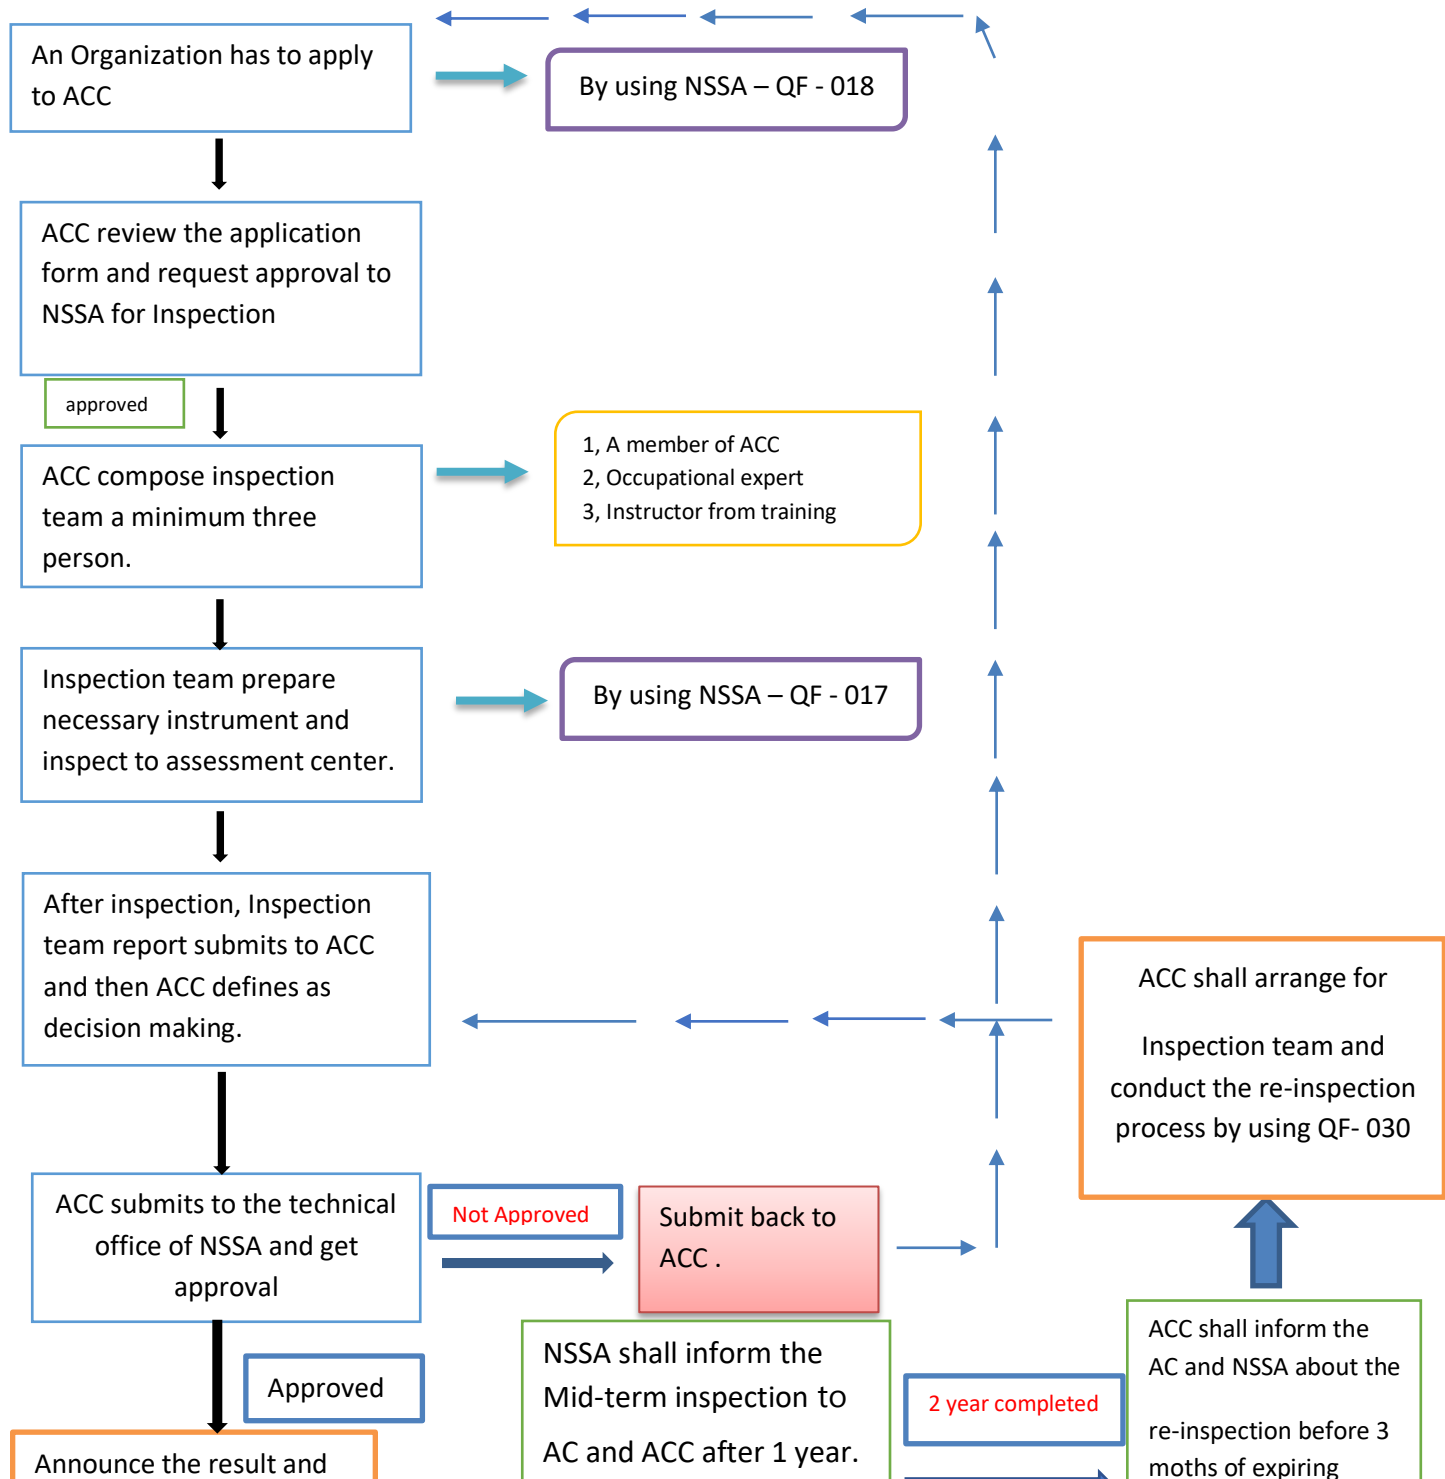 An Organization has to apply
to ACC
By using NSSA – QF - 018
ACC review the application
form and request approval to
NSSA for Inspection
approved
ACC compose inspection
team a minimum three
person.
1, A member of ACC
2, Occupational expert
3, Instructor from training
Inspection team prepare
necessary instrument and
inspect to assessment center.
By using NSSA – QF - 017
After inspection, Inspection
team report submits to ACC
and then ACC defines as
decision making.
ACC shall arrange for
Inspection team and
conduct the re-inspection
process by using QF- 030
ACC submits to the technical
office of NSSA and get
approval
Not Approved
Submit back to
ACC .
Approved
NSSA shall inform the
Mid-term inspection to
AC and ACC after 1 year.
2 year completed
ACC shall inform the
AC and NSSA about the
re-inspection before 3
moths of expiring
Announce the result and